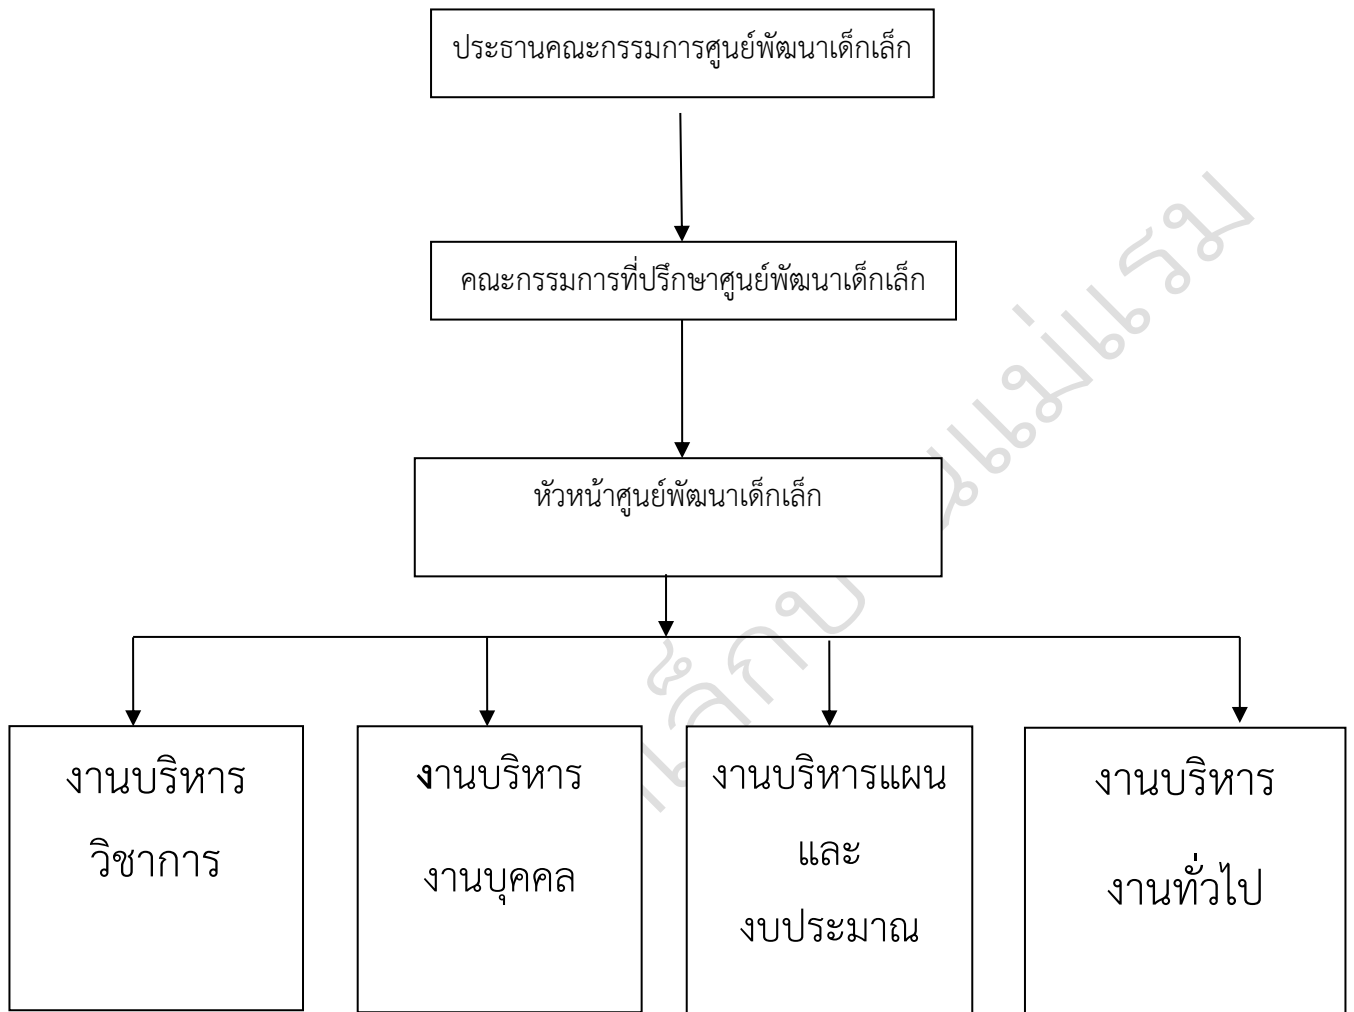 ประธานคณะกรรมการศูนย์พัฒนาเด็กเล็ก
คณะกรรมการที่ปรึกษาศูนย์พัฒนาเด็กเล็ก
หัวหน้าศูนย์พัฒนาเด็กเล็ก
งานบริหาร
วิชาการ
งานบริหาร
งานบุคคล
งานบริหารแผน
และ
งบประมาณ
งานบริหาร
งานทั่วไป